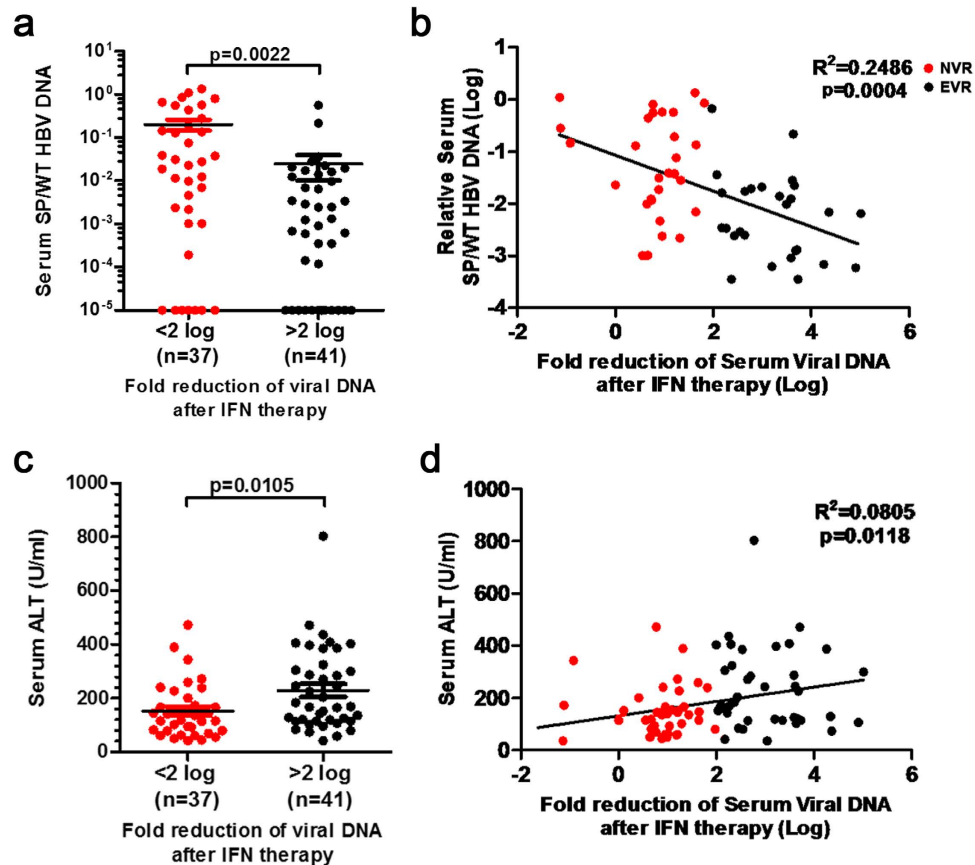 a
p=0.0022
Serum SP/WT HBV DNA
10^1
10^0
10^-1
10^-2
10^-3
10^-4
10^-5
<2 log
(n=37)
>2 log
(n=41)
Fold reduction of viral DNA
after IFN therapy
b
R^2=0.2486
p=0.0004
NVR
EVR
Relative Serum
SP/WT HBV DNA (Log)
1
0
-1
-2
-3
-4
-2 0 2 4 6
Fold reduction of Serum Viral DNA
after IFN therapy (Log)
c
p=0.0105
Serum ALT (U/ml)
1000
800
600
400
200
0
<2 log
(n=37)
>2 log
(n=41)
Fold reduction of viral DNA
after IFN therapy
d
R^2=0.0805
p=0.0118
Serum ALT (U/ml)
1000
800
600
400
200
0
-2 0 2 4 6
Fold reduction of Serum Viral DNA
after IFN therapy (Log)